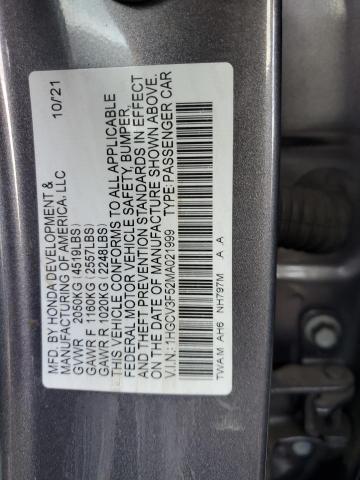 MFD. BY HONDA DEVELOPMENT & 10/21
MANUFACTURING OF AMERICA, LLC
GVWR 2050KG (4519LBS)
GAWR F 1160KG (2557LBS)
GAWR R 1020KG (2248LBS)
THIS VEHICLE CONFORMS TO ALL APPLICABLE
FEDERAL MOTOR VEHICLE SAFETY, BUMPER,
AND THEFT PREVENTION STANDARDS IN EFFECT
ON THE DATE OF MANUFACTURE SHOWN ABOVE.
V.I.N.: 1HGCV3F52MA021999 TYPE:PASSENGER CAR
TWA M AH6 NH797M A A